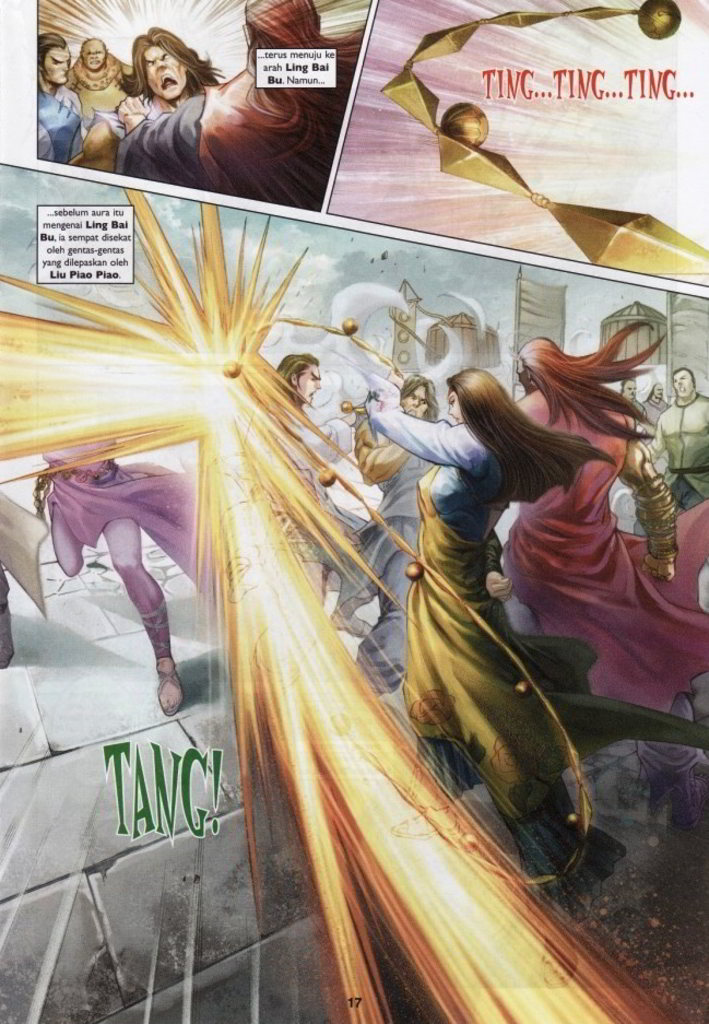 ...terus menuju ke
arah Ling Bai
Bu. Namun...
TING...TING...TING...
...sebelum aura itu
mengenai Ling Bai
Bu, ia sempat disekat
oleh gentas-gentas
yang dilepaskan oleh
Liu Piao Piao.
TANG!
17